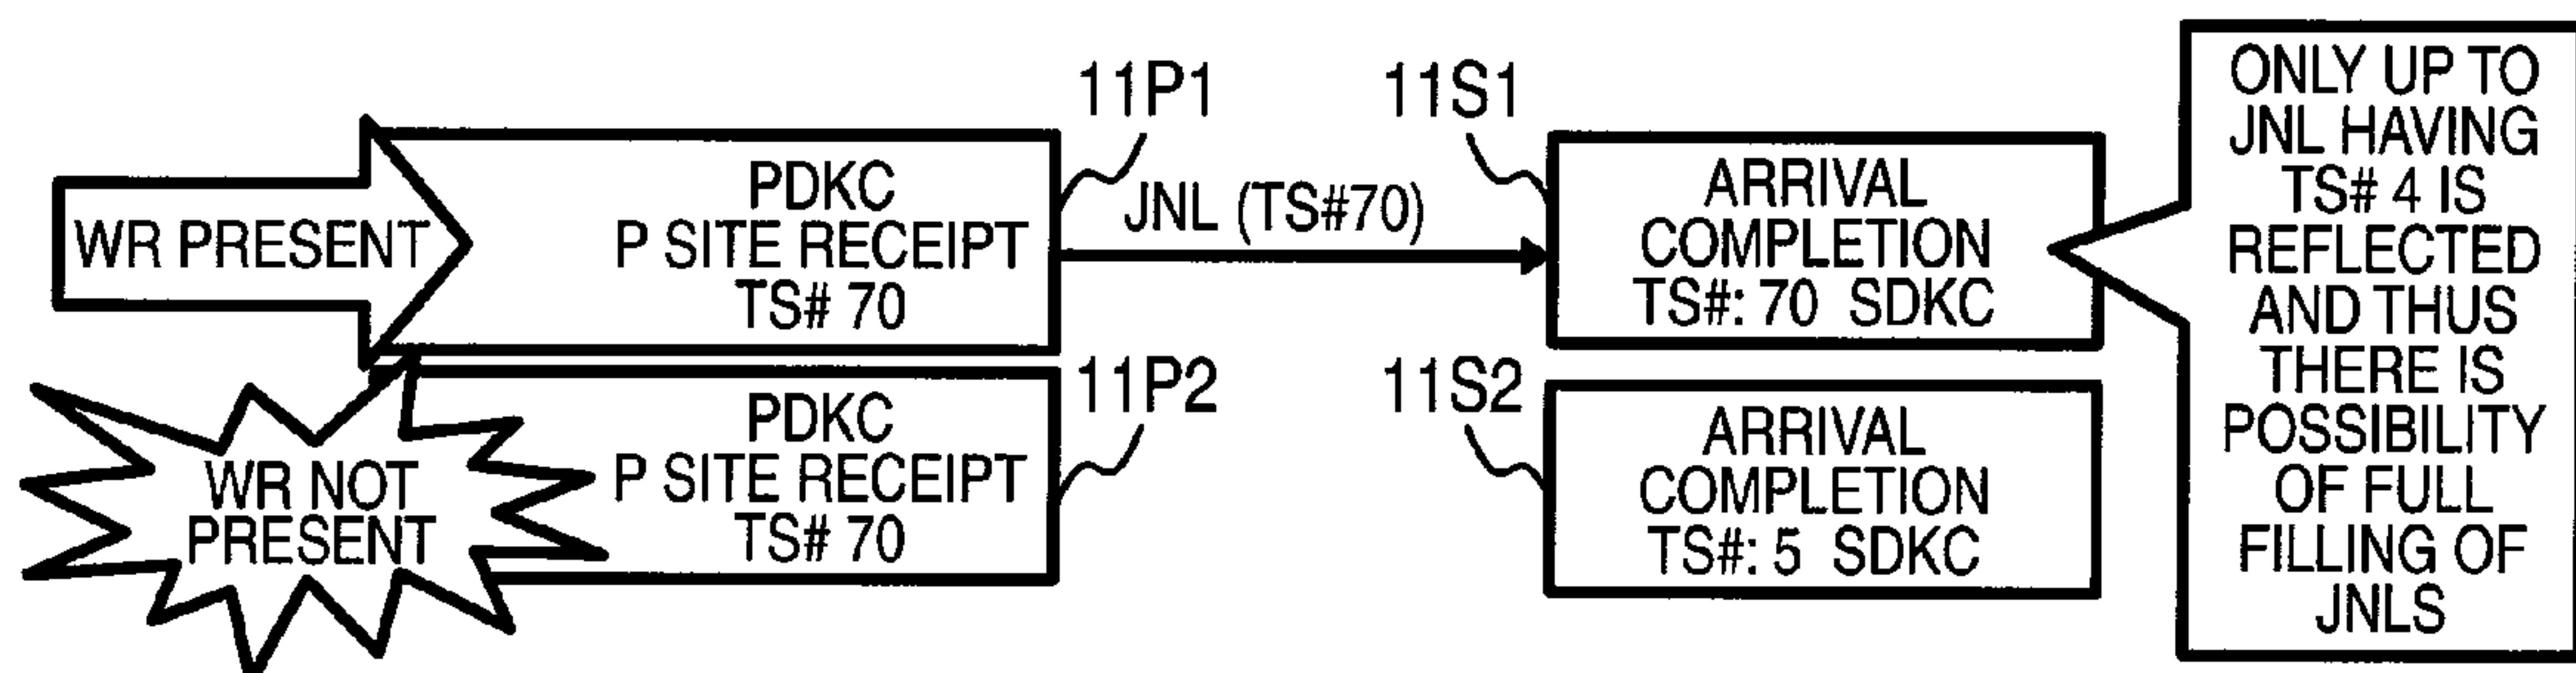 WR PRESENT
PDKC
P SITE RECEIPT
TS# 70
11P1
JNL (TS#70)
11S1
ARRIVAL
COMPLETION
TS#: 70 SDKC
ONLY UP TO
JNL HAVING
TS# 4 IS
REFLECTED
AND THUS
THERE IS
POSSIBILITY
OF FULL
FILLING OF
JNLS
WR NOT
PRESENT
PDKC
P SITE RECEIPT
TS# 70
11P2
11S2
ARRIVAL
COMPLETION
TS#: 5 SDKC